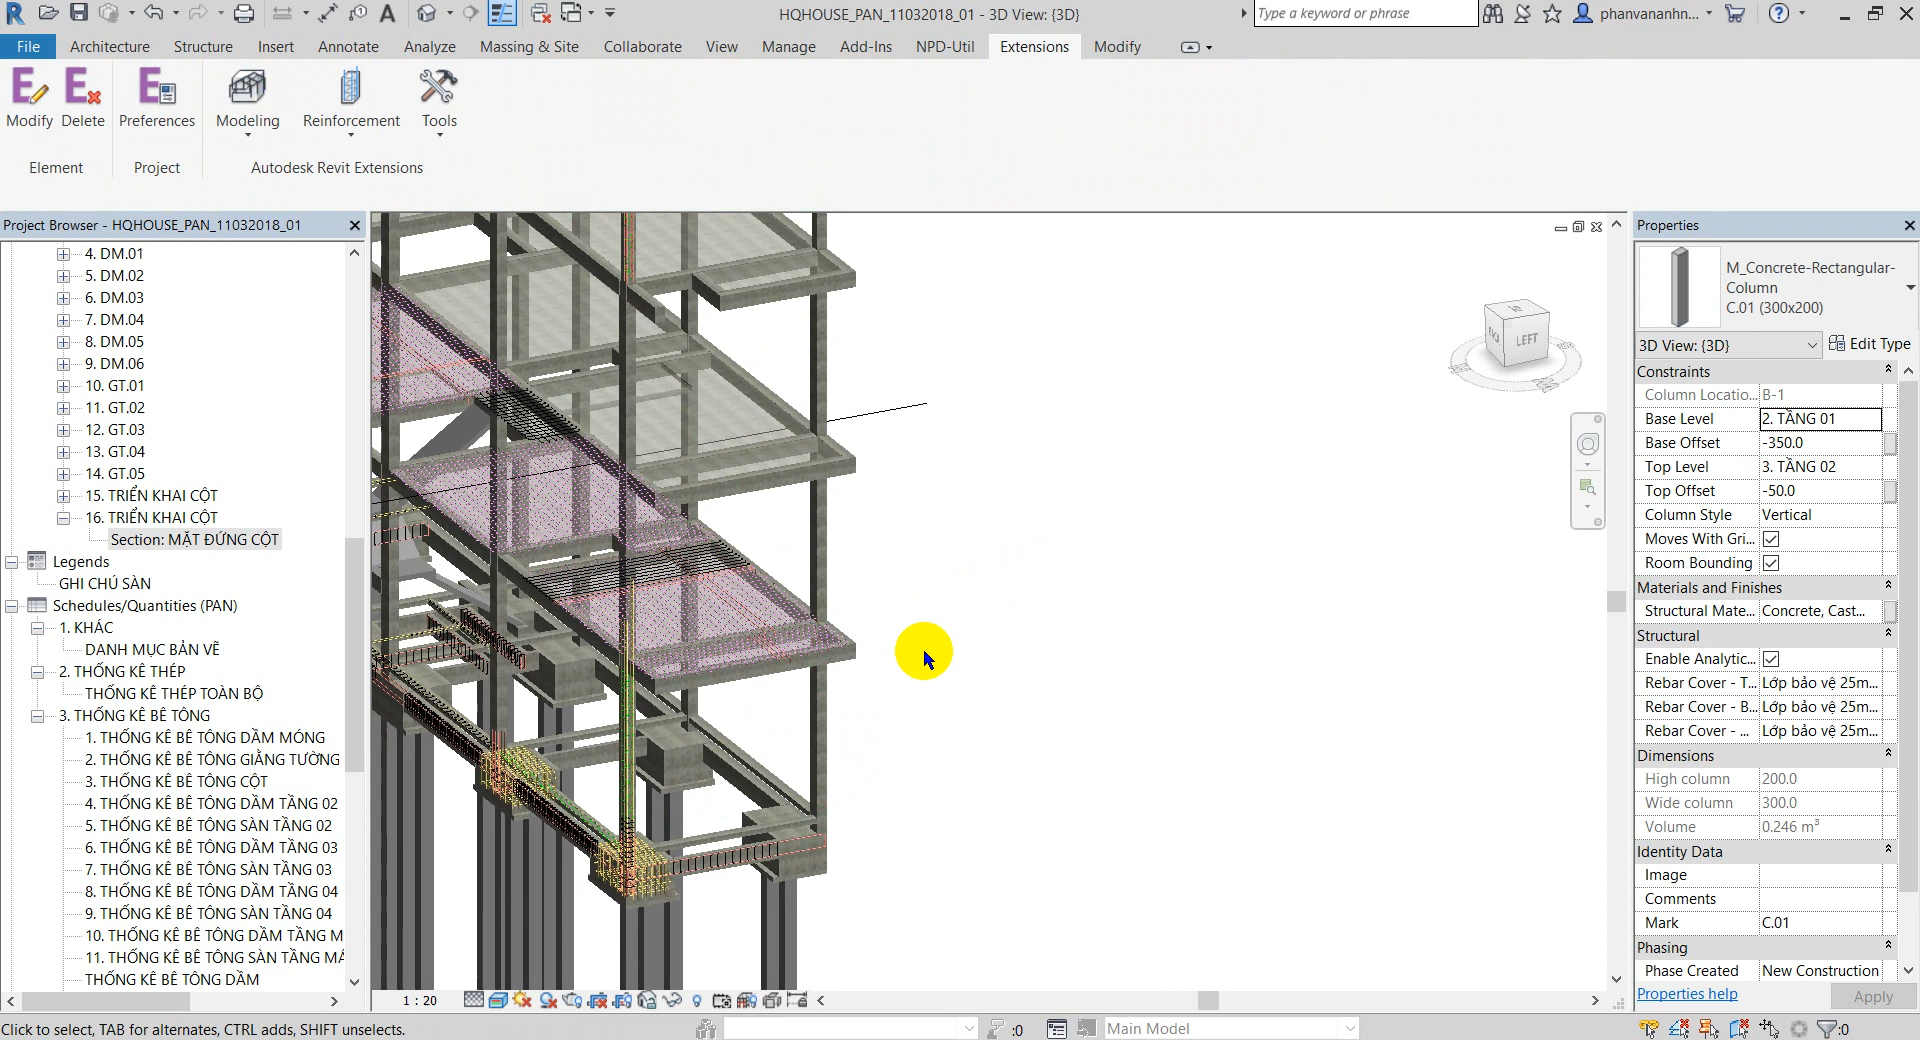 HQHOUSE_PAN_11032018_01 - 3D View: {3D}
Type a keyword or phrase
phanvananhn...
File Architecture Structure Insert Annotate Analyze Massing & Site Collaborate View Manage Add-Ins NPD-Util Extensions Modify
Modify Delete Preferences Modeling Reinforcement Tools
Element Project Autodesk Revit Extensions
Project Browser - HQHOUSE_PAN_11032018_01
4. DM.01
5. DM.02
6. DM.03
7. DM.04
8. DM.05
9. DM.06
10. GT.01
11. GT.02
12. GT.03
13. GT.04
14. GT.05
15. TRIỂN KHAI CỘT
16. TRIỂN KHAI CỘT
Section: MẶT ĐỨNG CỘT
Legends
GHI CHÚ SÀN
Schedules/Quantities (PAN)
1. KHÁC
DANH MỤC BẢN VẼ
2. THỐNG KÊ THÉP
THỐNG KÊ THÉP TOÀN BỘ
3. THỐNG KÊ BÊ TÔNG
1. THỐNG KÊ BÊ TÔNG DẦM MÓNG
2. THỐNG KÊ BÊ TÔNG GIẰNG TƯỜNG
3. THỐNG KÊ BÊ TÔNG CỘT
4. THỐNG KÊ BÊ TÔNG DẦM TẦNG 02
5. THỐNG KÊ BÊ TÔNG SÀN TẦNG 02
6. THỐNG KÊ BÊ TÔNG DẦM TẦNG 03
7. THỐNG KÊ BÊ TÔNG SÀN TẦNG 03
8. THỐNG KÊ BÊ TÔNG DẦM TẦNG 04
9. THỐNG KÊ BÊ TÔNG SÀN TẦNG 04
10. THỐNG KÊ BÊ TÔNG DẦM TẦNG M
11. THỐNG KÊ BÊ TÔNG SÀN TẦNG MÁ
THỐNG KÊ BÊ TÔNG DẦM
LEFT
1 : 20
Properties
M_Concrete-Rectangular-
Column
C.01 (300x200)
3D View: {3D} Edit Type
Constraints
Column Locatio... B-1
Base Level 2. TẦNG 01
Base Offset -350.0
Top Level 3. TẦNG 02
Top Offset -50.0
Column Style Vertical
Moves With Gri...
Room Bounding
Materials and Finishes
Structural Mate... Concrete, Cast...
Structural
Enable Analytic...
Rebar Cover - T... Lớp bảo vệ 25m...
Rebar Cover - B... Lớp bảo vệ 25m...
Rebar Cover - ... Lớp bảo vệ 25m...
Dimensions
High column 200.0
Wide column 300.0
Volume 0.246 m³
Identity Data
Image
Comments
Mark C.01
Phasing
Phase Created New Construction
Properties help Apply
Click to select, TAB for alternates, CTRL adds, SHIFT unselects. :0 Main Model :0